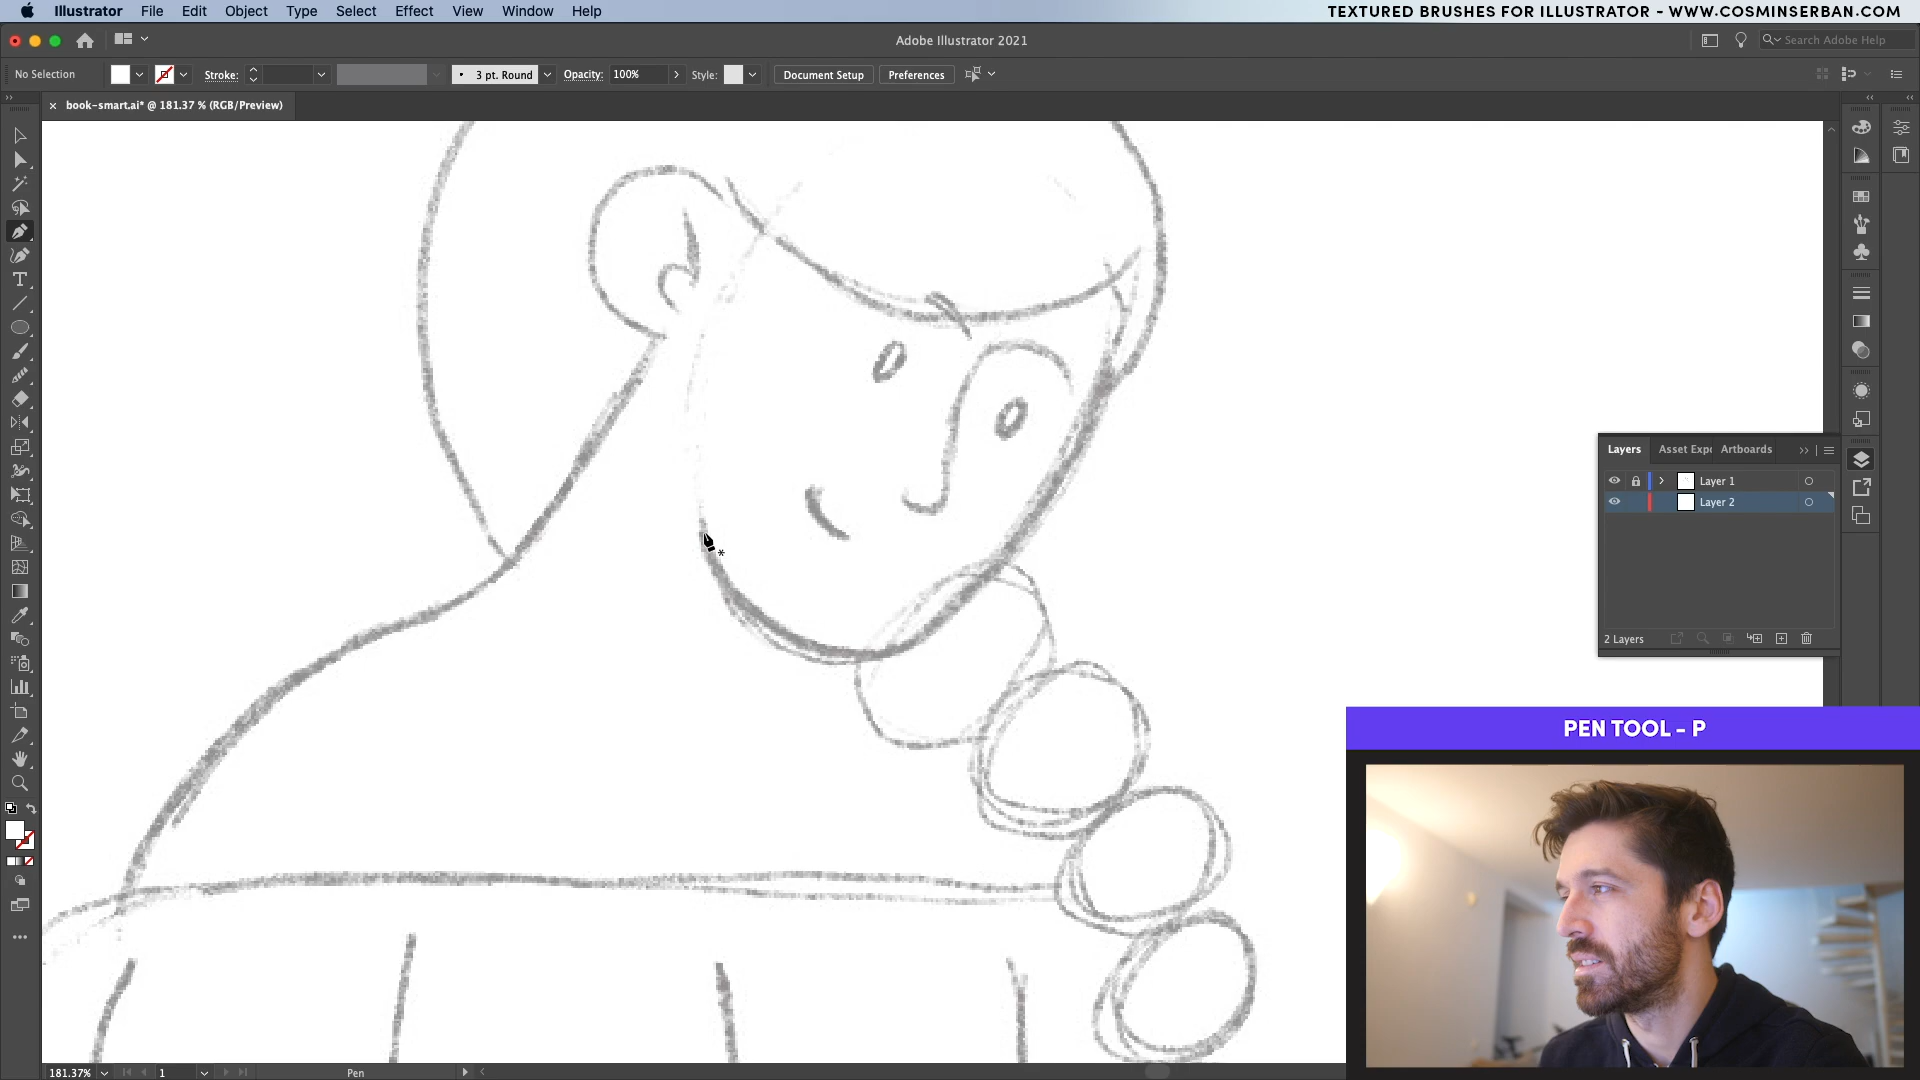 Illustrator File Edit Object Type Select Effect View Window Help
TEXTURED BRUSHES FOR ILLUSTRATOR - WWW.COSMINSERBAN.COM
Adobe Illustrator 2021
Search Adobe Help
No Selection
Stroke:
3 pt. Round
Opacity: 100%
Style:
Document Setup
Preferences
book-smart.ai* @ 181.37 % (RGB/Preview)
Layers Asset Expo Artboards
Layer 1
Layer 2
2 Layers
PEN TOOL - P
181.37%
1
Pen